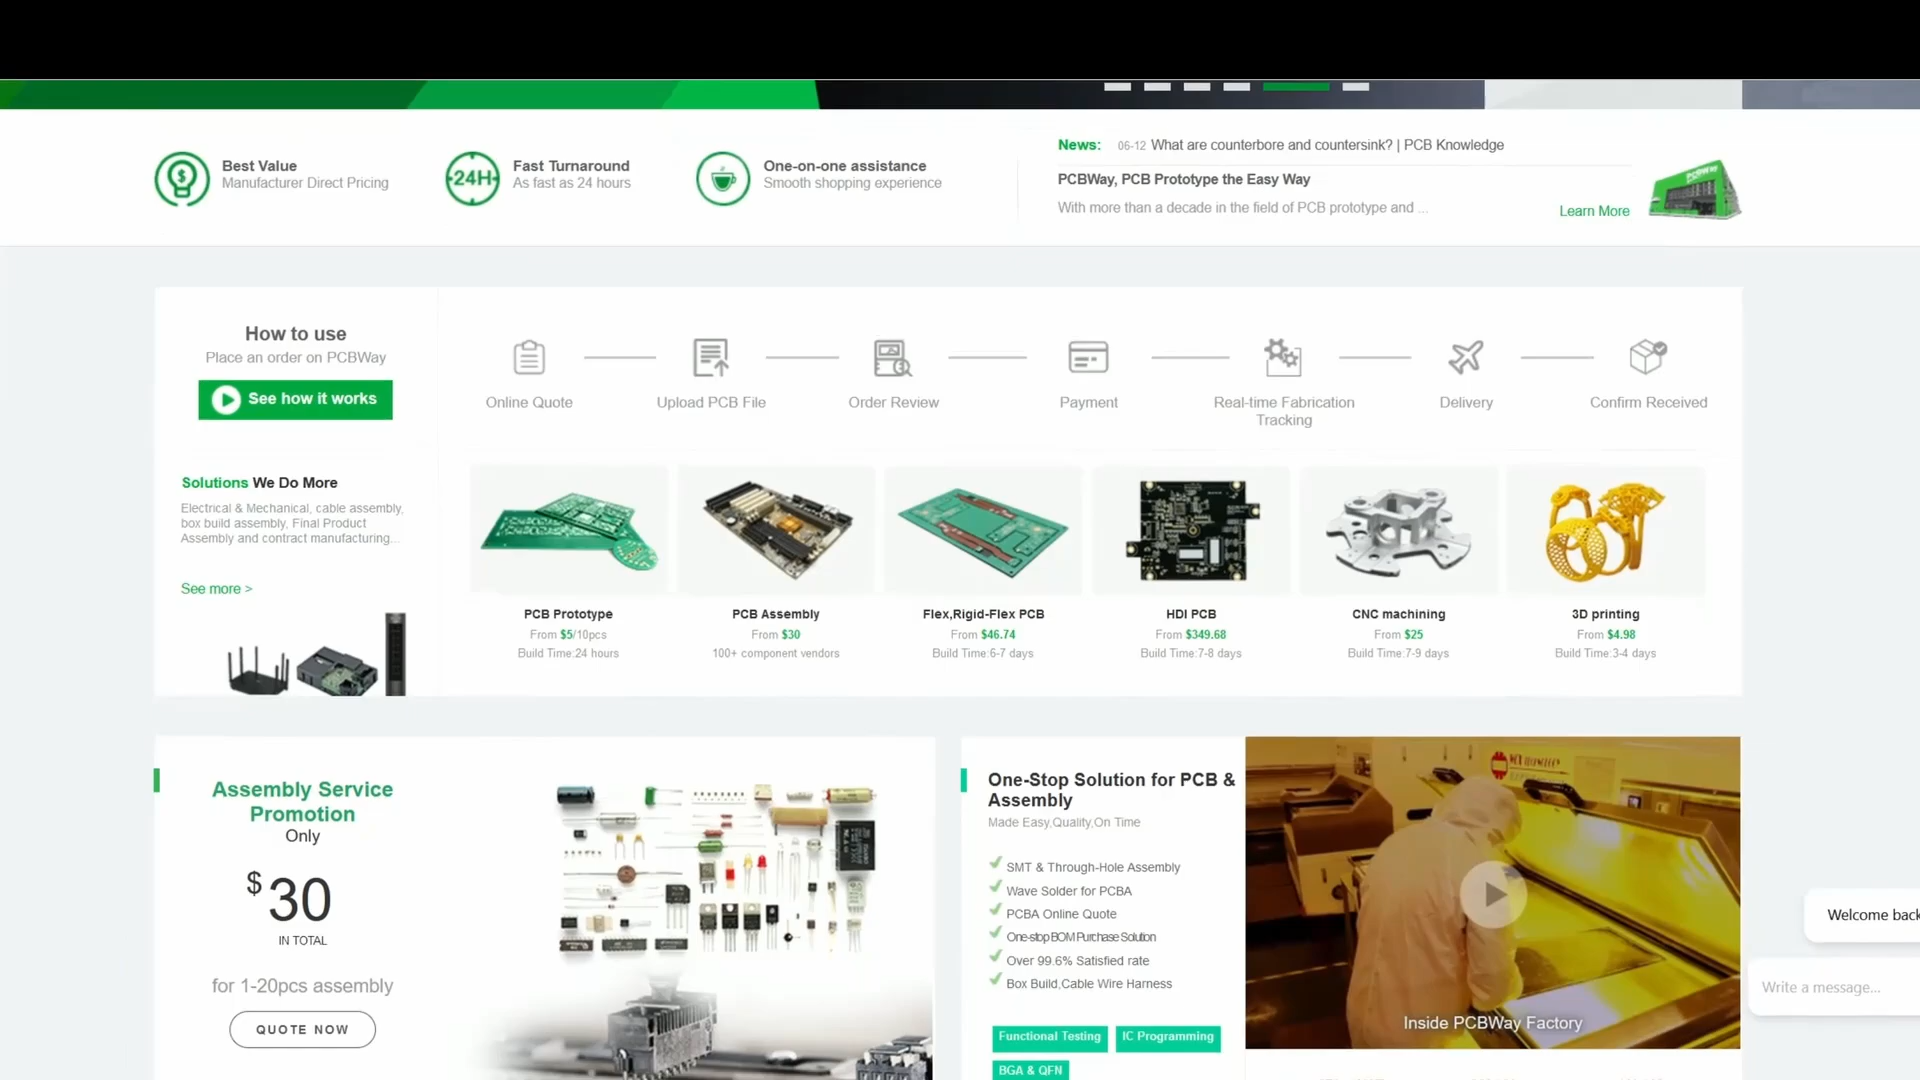 Best Value
Manufacturer Direct Pricing
24H
Fast Turnaround
As fast as 24 hours
One-on-one assistance
Smooth shopping experience
News: 06-12 What are counterbore and countersink? | PCB Knowledge
PCBWay, PCB Prototype the Easy Way
With more than a decade in the field of PCB prototype and ...
Learn More
How to use
Place an order on PCBWay
See how it works
Online Quote
Upload PCB File
Order Review
Payment
Real-time Fabrication
Tracking
Delivery
Confirm Received
Solutions We Do More
Electrical & Mechanical, cable assembly,
box build assembly, Final Product
Assembly and contract manufacturing...
See more >
PCB Prototype
From $5/10pcs
Build Time:24 hours
PCB Assembly
From $30
100+ component vendors
Flex,Rigid-Flex PCB
From $46.74
Build Time:6-7 days
HDI PCB
From $349.68
Build Time:7-8 days
CNC machining
From $25
Build Time:7-9 days
3D printing
From $4.98
Build Time:3-4 days
Assembly Service
Promotion
Only
$30
IN TOTAL
for 1-20pcs assembly
QUOTE NOW
One-Stop Solution for PCB &
Assembly
Made Easy,Quality,On Time
SMT & Through-Hole Assembly
Wave Solder for PCBA
PCBA Online Quote
One-stop BOM Purchase Solution
Over 99.6% Satisfied rate
Box Build,Cable Wire Harness
Functional Testing
IC Programming
BGA & QFN
Inside PCBWay Factory
Welcome back
Write a message...